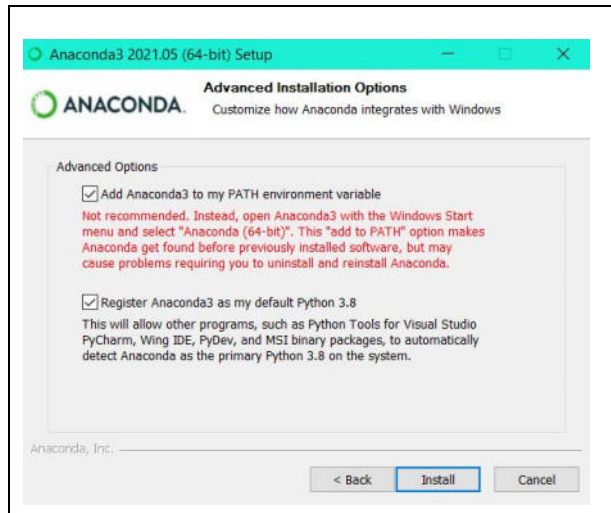 Anaconda3 2021.05 (64-bit) Setup
ANACONDA.
Advanced Installation Options
Customize how Anaconda integrates with Windows
Advanced Options
Add Anaconda3 to my PATH environment variable
Not recommended. Instead, open Anaconda3 with the Windows Start
menu and select "Anaconda (64-bit)". This "add to PATH" option makes
Anaconda get found before previously installed software, but may
cause problems requiring you to uninstall and reinstall Anaconda.
Register Anaconda3 as my default Python 3.8
This will allow other programs, such as Python Tools for Visual Studio
PyCharm, Wing IDE, PyDev, and MSI binary packages, to automatically
detect Anaconda as the primary Python 3.8 on the system.
Anaconda, Inc.
< Back Install Cancel